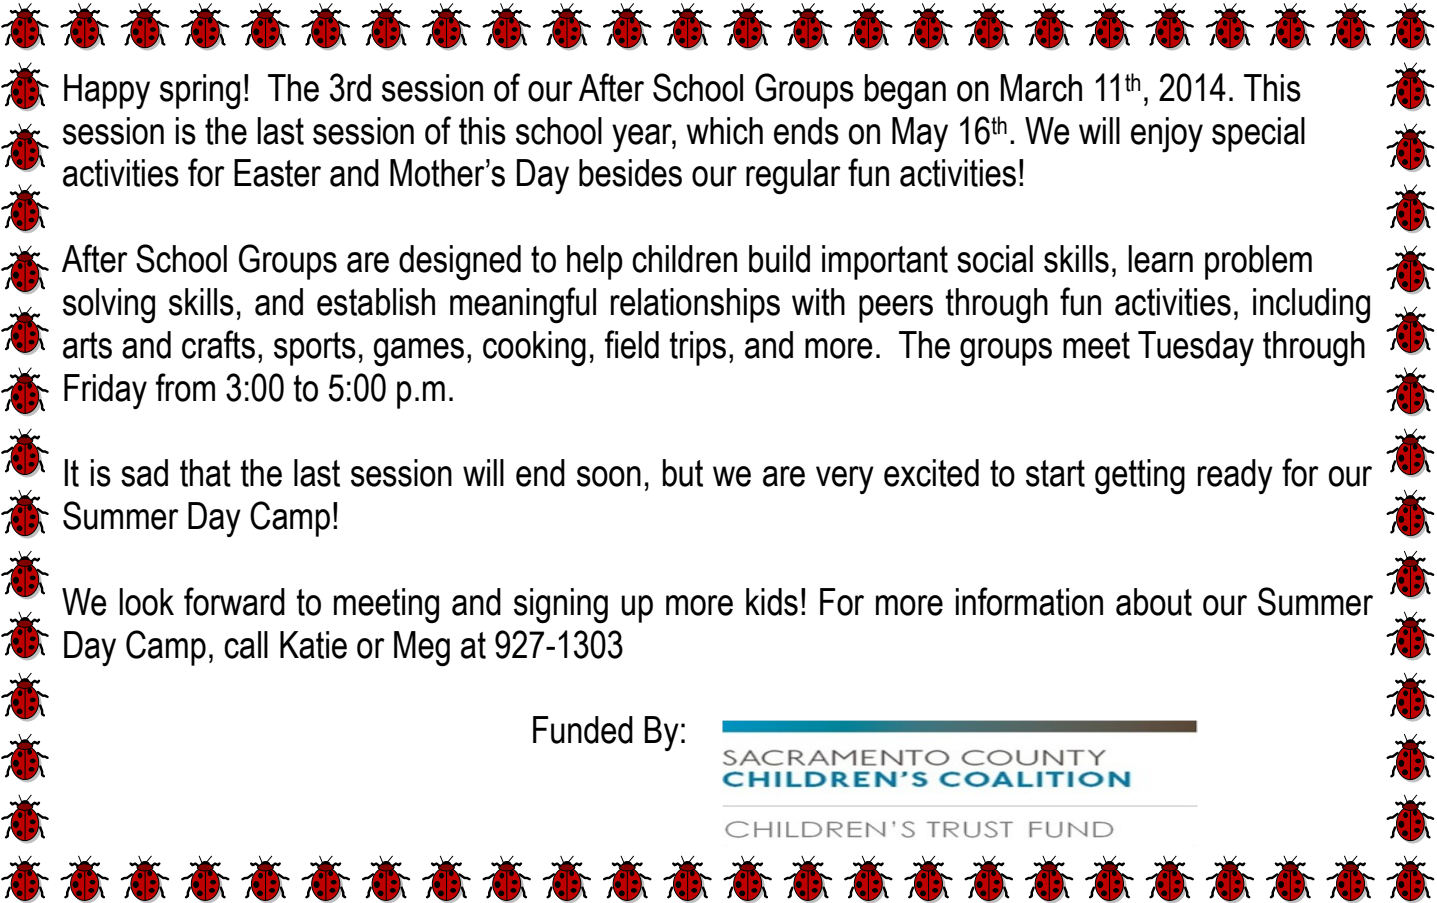 Happy spring!  The 3rd session of our After School Groups began on March 11th, 2014. This
session is the last session of this school year, which ends on May 16th. We will enjoy special
activities for Easter and Mother’s Day besides our regular fun activities!
After School Groups are designed to help children build important social skills, learn problem
solving skills, and establish meaningful relationships with peers through fun activities, including
arts and crafts, sports, games, cooking, field trips, and more.  The groups meet Tuesday through
Friday from 3:00 to 5:00 p.m.
It is sad that the last session will end soon, but we are very excited to start getting ready for our
Summer Day Camp!
We look forward to meeting and signing up more kids! For more information about our Summer
Day Camp, call Katie or Meg at 927-1303
Funded By:
SACRAMENTO COUNTY
CHILDREN’S COALITION
CHILDREN’S TRUST FUND